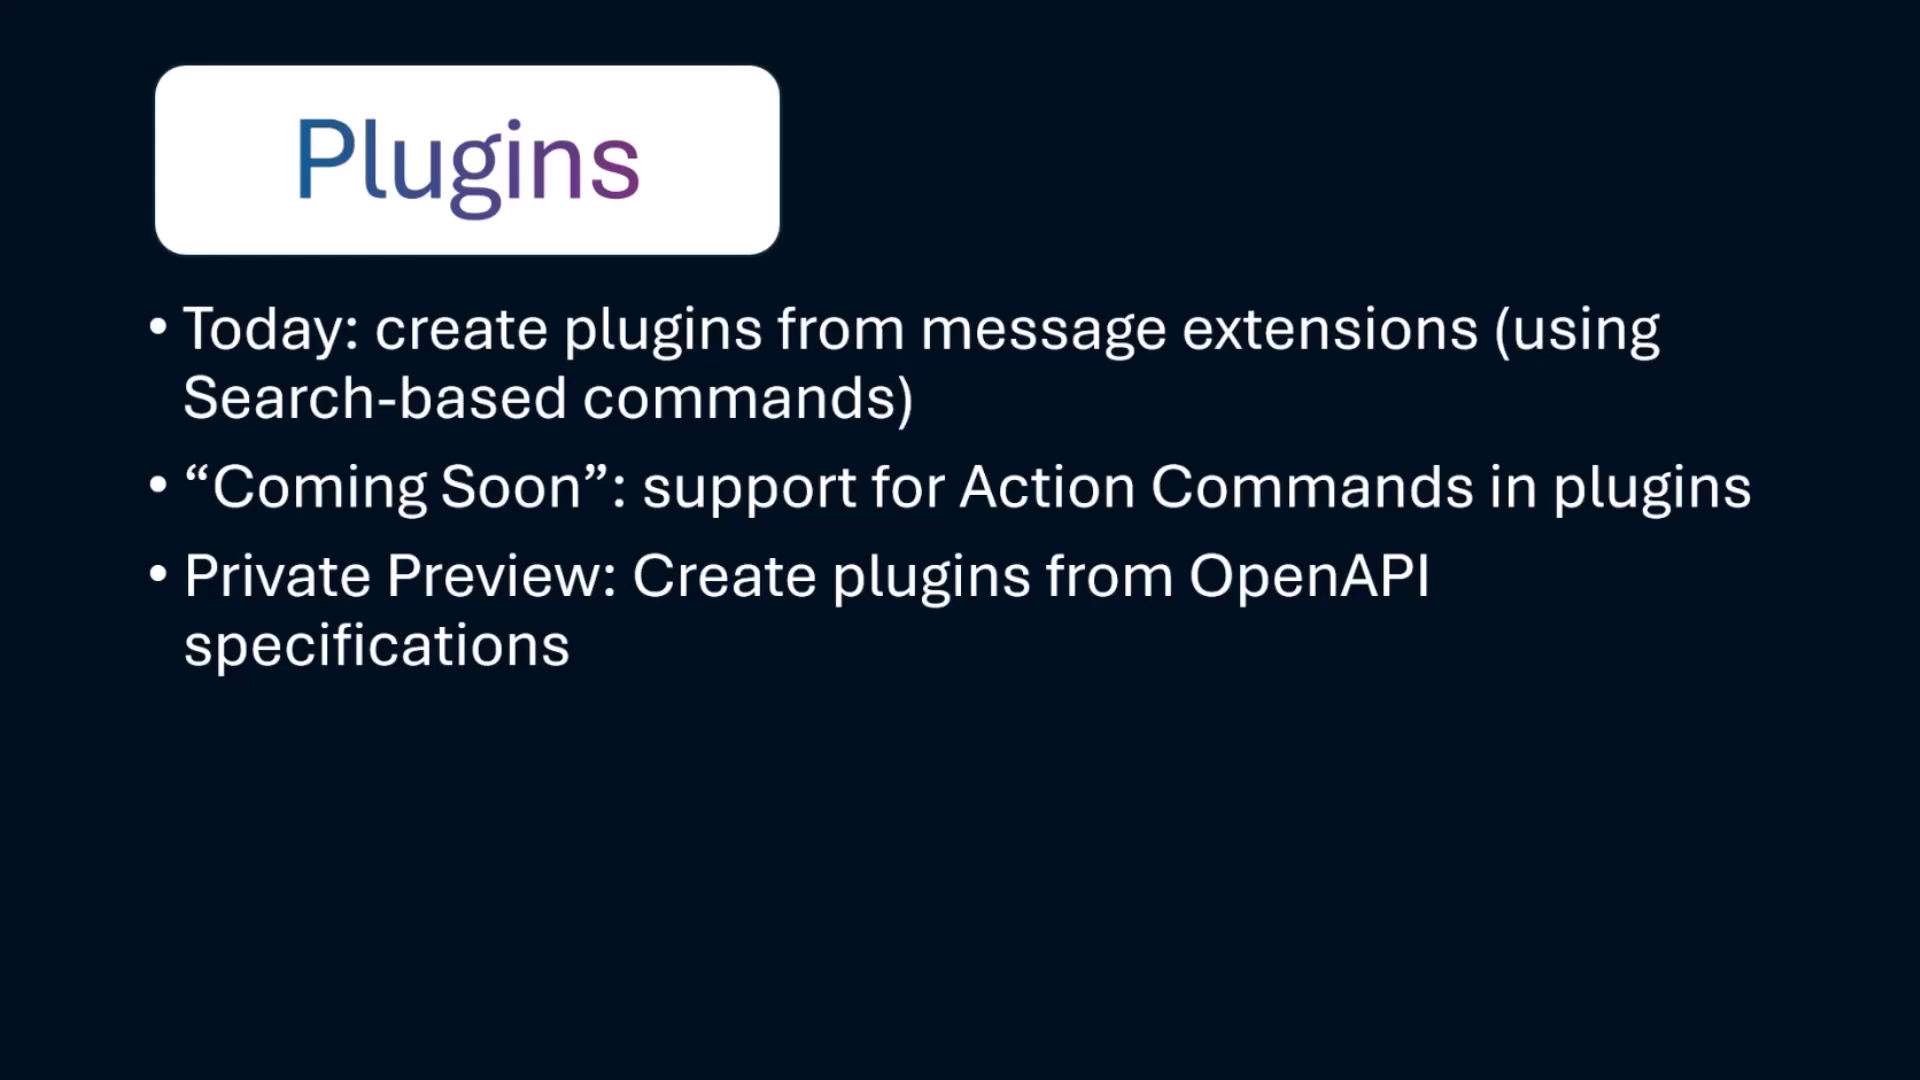 Plugins
• Today: create plugins from message extensions (using
Search-based commands)
• “Coming Soon”: support for Action Commands in plugins
• Private Preview: Create plugins from OpenAPI
specifications